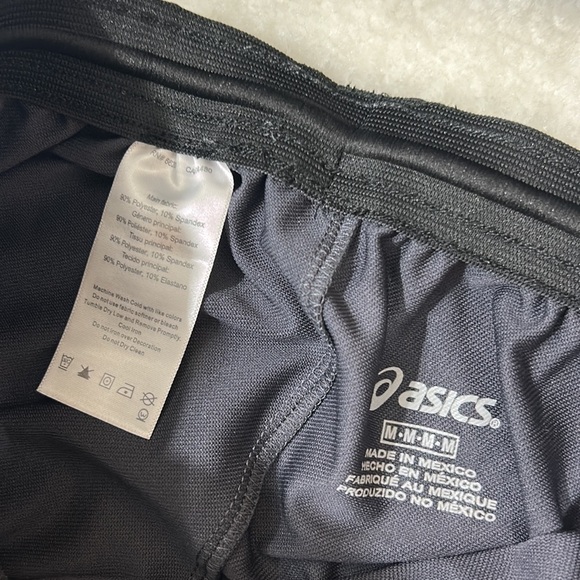 Main fabric:
90% Polyester, 10% Spandex
Género principal:
90% Poliéster, 10% Spandex
Tissu principal:
90% Polyester, 10% Spandex
Tecido principal:
90% Polyester, 10% Elastano
Machine Wash Cold with like colors
Do not use fabric softner or bleach
Tumble Dry Low and Remove Promptly.
Cool Iron
Do not Iron over Decoration
Do not Dry Clean
asics®
M•M•M•M
MADE IN MEXICO
HECHO EN MÉXICO
FABRIQUÉ AU MEXIQUE
PRODUZIDO NO MÉXICO